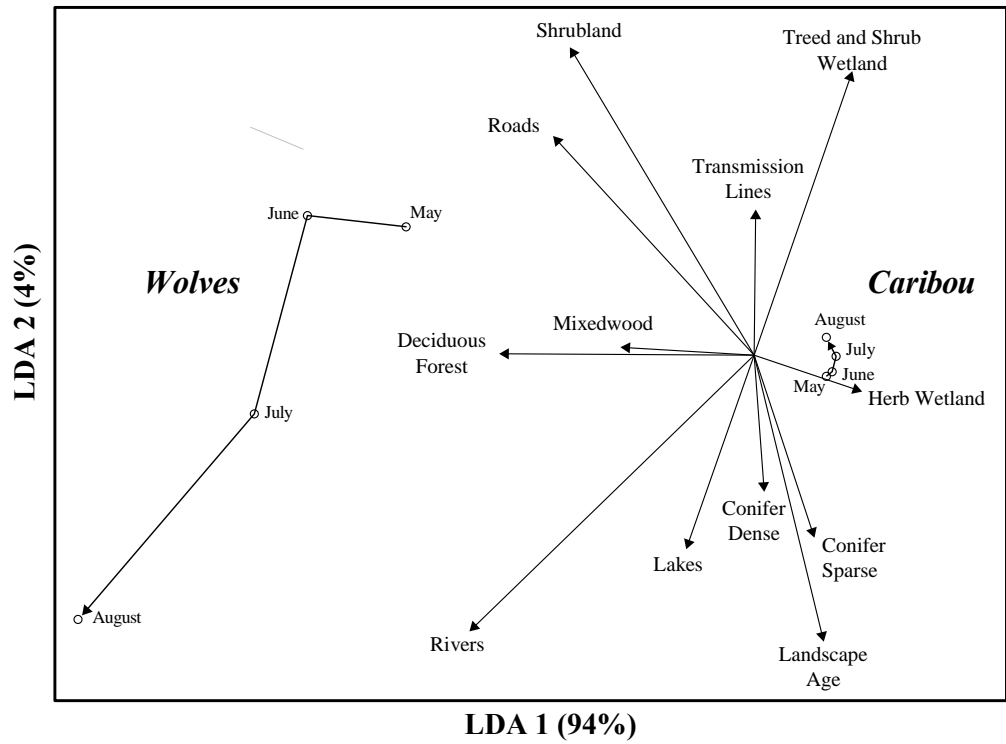 Shrubland
Treed and Shrub
Wetland
Roads
Transmission
Lines
June
May
Wolves
Caribou
August
Mixedwood
Deciduous
Forest
July
June
May
Herb Wetland
July
Conifer
Dense
Conifer
Sparse
Lakes
August
Rivers
Landscape
Age
LDA 2 (4%)
LDA 1 (94%)